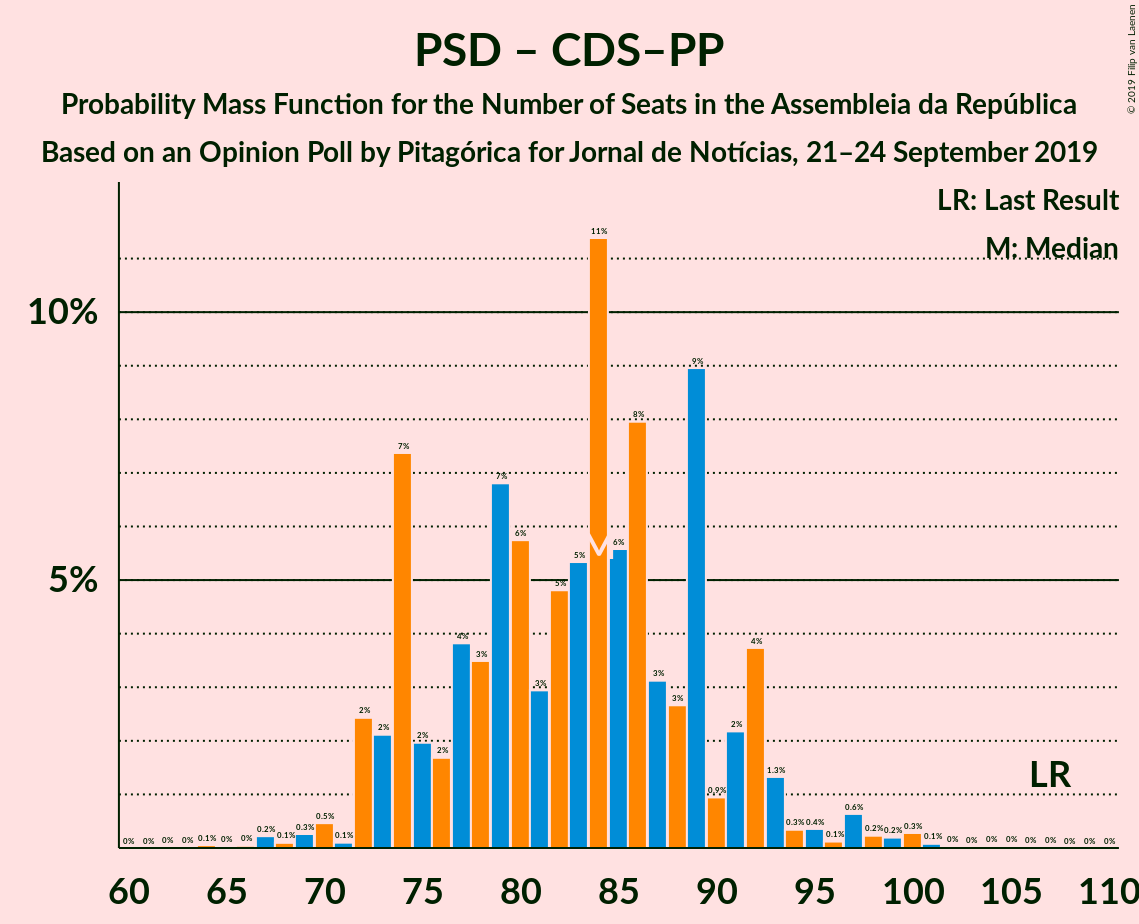 PSD – CDS–PP
Probability Mass Function for the Number of Seats in the Assembleia da República
Based on an Opinion Poll by Pitagórica for Jornal de Notícias, 21–24 September 2019
© 2019 Filip van Laenen
LR: Last Result
M: Median
10%
5%
0% 0% 0% 0% 0.1% 0% 0% 0.2% 0.1% 0.3% 0.5% 0.1% 2% 2% 7% 2% 2% 4% 3% 7% 6% 3% 5% 5% 11% 6% 8% 3% 3% 9% 0.9% 2% 4% 1.3% 0.3% 0.4% 0.1% 0.6% 0.2% 0.2% 0.3% 0.1% 0% 0% 0% 0% 0% 0% 0% 0% 0%
LR
60 65 70 75 80 85 90 95 100 105 110